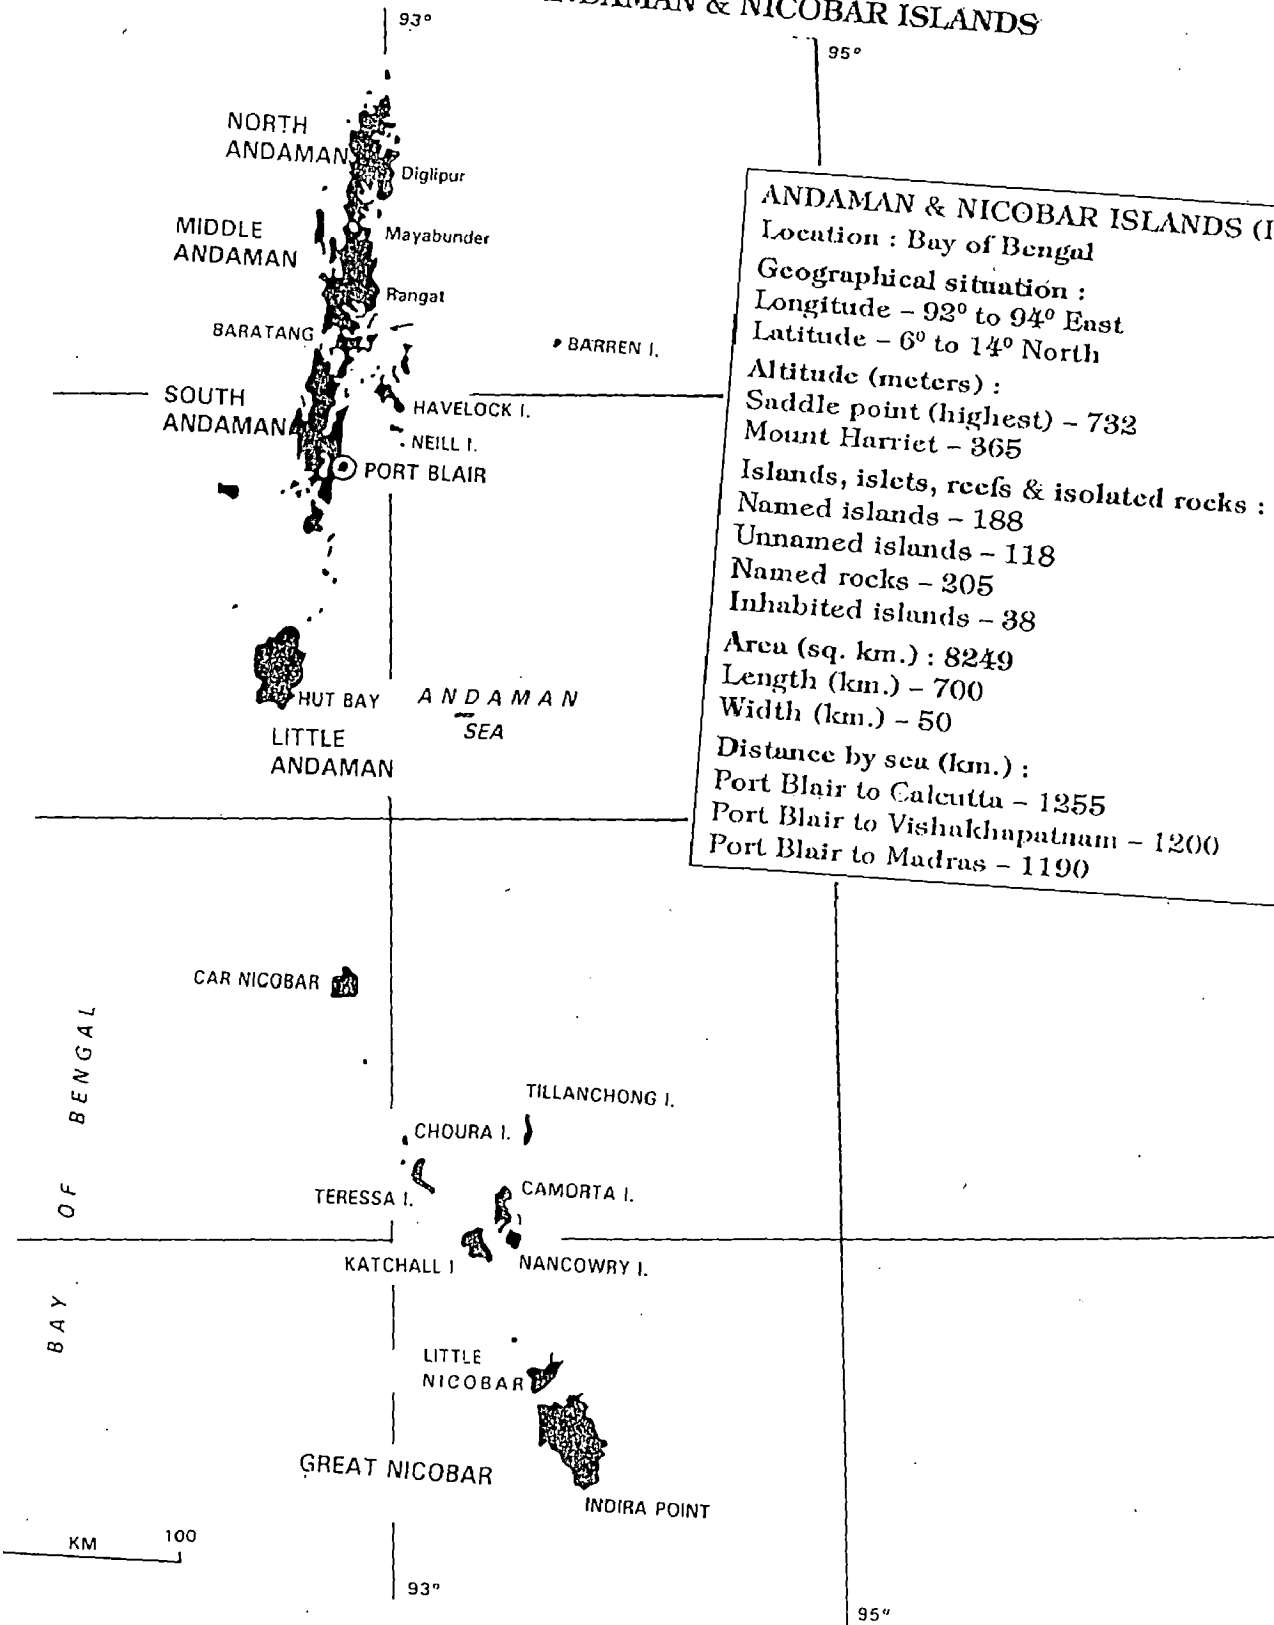 & NICOBAR ISLANDS
93°
95°
NORTH
ANDAMAN
Diglipur
MIDDLE
ANDAMAN
Mayabunder
Rangat
BARATANG
BARREN I.
SOUTH
ANDAMAN
HAVELOCK I.
NEILL I.
PORT BLAIR
HUT BAY
ANDAMAN
SEA
LITTLE
ANDAMAN
ANDAMAN & NICOBAR ISLANDS
Location : Bay of Bengal
Geographical situation :
Longitude – 92° to 94° East
Latitude – 6° to 14° North
Altitude (meters) :
Saddle point (highest) – 732
Mount Harriet – 365
Islands, islets, reefs & isolated rocks :
Named islands – 188
Unnamed islands – 118
Named rocks – 205
Inhabited islands – 38
Area (sq. km.) : 8249
Length (km.) – 700
Width (km.) – 50
Distance by sea (km.) :
Port Blair to Calcutta – 1255
Port Blair to Vishakhapatnam – 1200
Port Blair to Madras – 1190
CAR NICOBAR
BAY OF BENGAL
TILLANCHONG I.
CHOURA I.
TERESSA I.
CAMORTA I.
KATCHALL I
NANCOWRY I.
LITTLE
NICOBAR
GREAT NICOBAR
INDIRA POINT
KM 100
93°
95°